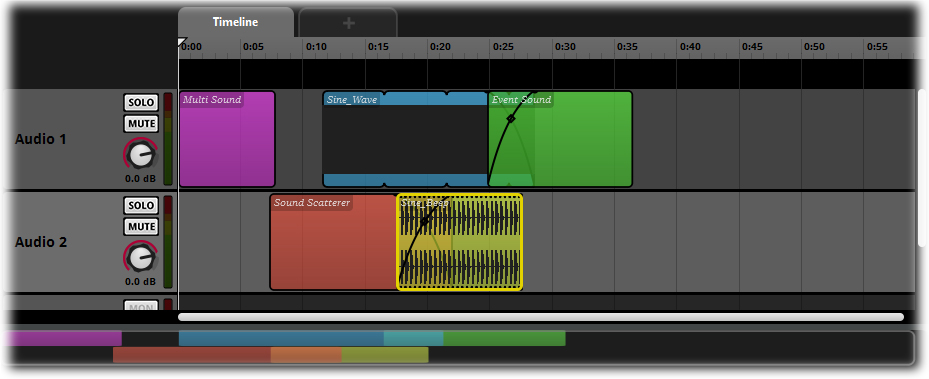 Timeline
+
0:00 0:05 0:10 0:15 0:20 0:25 0:30 0:35 0:40 0:45 0:50 0:55
SOLO
Multi Sound Sine_Wave Event Sound
MUTE
Audio 1
0.0 dB
SOLO
Sound Scatterer Sine_Beep
MUTE
Audio 2
0.0 dB
MON